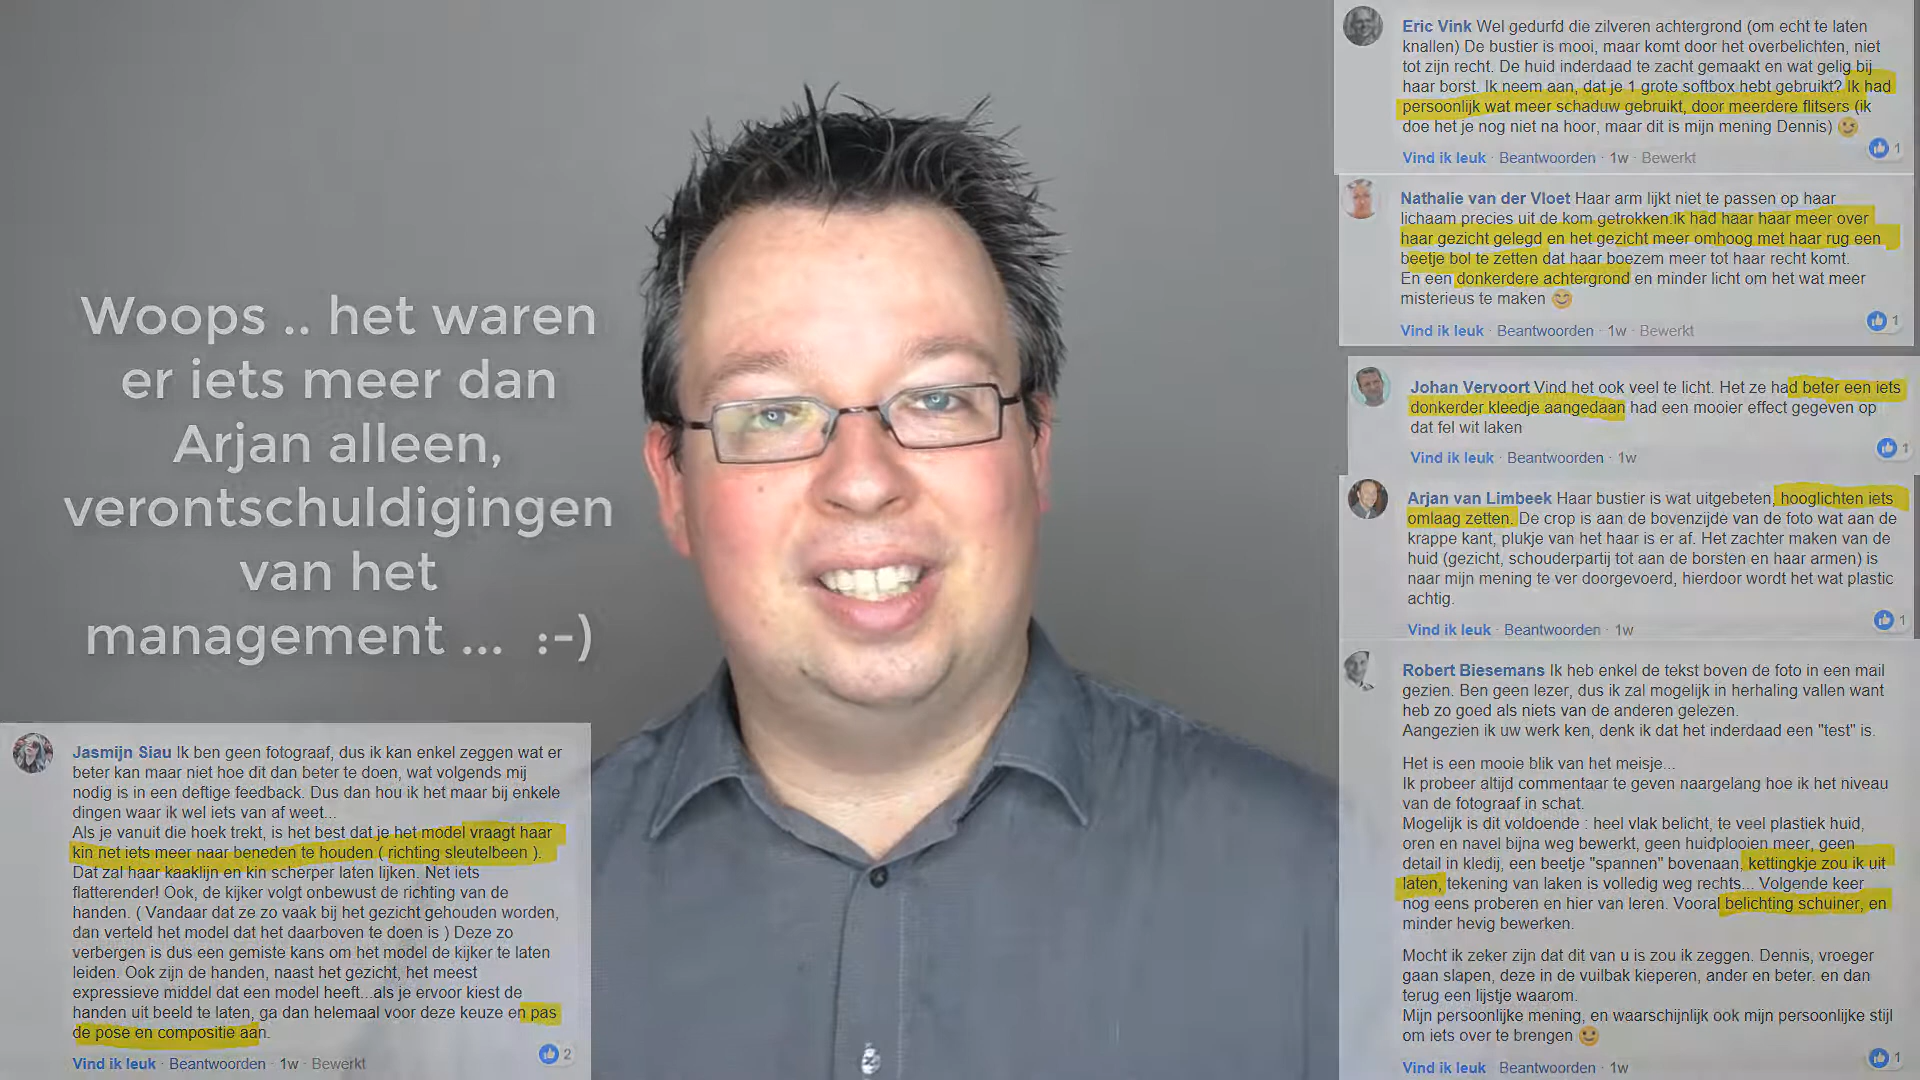 Woops .. het waren
er iets meer dan
Arjan alleen,
verontschuldigingen
van het
management ... :-)
Jasmijn Siau Ik ben geen fotograaf, dus ik kan enkel zeggen wat er
beter kan maar niet hoe dit dan beter te doen, wat volgends mij
nodig is in een deftige feedback. Dus dan hou ik het maar bij enkele
dingen waar ik wel iets van af weet...
Als je vanuit die hoek trekt, is het best dat je het model vraagt haar
kin net iets meer naar beneden te houden ( richting sleutelbeen ).
Dat zal haar kaaklijn en kin scherper laten lijken. Net iets
flatterender! Ook, de kijker volgt onbewust de richting van de
handen. ( Vandaar dat ze zo vaak bij het gezicht gehouden worden,
dan verteld het model dat het daarboven te doen is ) Deze zo
verbergen is dus een gemiste kans om het model de kijker te laten
leiden. Ook zijn de handen, naast het gezicht, het meest
expressieve middel dat een model heeft...als je ervoor kiest de
handen uit beeld te laten, ga dan helemaal voor deze keuze en pas
de pose en compositie aan.
Vind ik leuk · Beantwoorden · 1w · Bewerkt
2
Eric Vink Wel gedurfd die zilveren achtergrond (om echt te laten
knallen) De bustier is mooi, maar komt door het overbelichten, niet
tot zijn recht. De huid inderdaad te zacht gemaakt en wat gelig bij
haar borst. Ik neem aan, dat je 1 grote softbox hebt gebruikt? Ik had
persoonlijk wat meer schaduw gebruikt, door meerdere flitsers (ik
doe het je nog niet na hoor, maar dit is mijn mening Dennis)
Vind ik leuk · Beantwoorden · 1w · Bewerkt
1
Nathalie van der Vloet Haar arm lijkt niet te passen op haar
lichaam precies uit de kom getrokken.ik had haar haar meer over
haar gezicht gelegd en het gezicht meer omhoog met haar rug een
beetje bol te zetten dat haar boezem meer tot haar recht komt.
En een donkerdere achtergrond en minder licht om het wat meer
misterieus te maken
Vind ik leuk · Beantwoorden · 1w · Bewerkt
1
Johan Vervoort Vind het ook veel te licht. Het ze had beter een iets
donkerder kleedje aangedaan had een mooier effect gegeven op
dat fel wit laken
Vind ik leuk · Beantwoorden · 1w
1
Arjan van Limbeek Haar bustier is wat uitgebeten, hooglichten iets
omlaag zetten. De crop is aan de bovenzijde van de foto wat aan de
krappe kant, plukje van het haar is er af. Het zachter maken van de
huid (gezicht, schouderpartij tot aan de borsten en haar armen) is
naar mijn mening te ver doorgevoerd, hierdoor wordt het wat plastic
achtig.
Vind ik leuk · Beantwoorden · 1w
1
Robert Biesemans Ik heb enkel de tekst boven de foto in een mail
gezien. Ben geen lezer, dus ik zal mogelijk in herhaling vallen want
heb zo goed als niets van de anderen gelezen.
Aangezien ik uw werk ken, denk ik dat het inderdaad een "test" is.
Het is een mooie blik van het meisje...
Ik probeer altijd commentaar te geven naargelang hoe ik het niveau
van de fotograaf in schat.
Mogelijk is dit voldoende : heel vlak belicht, te veel plastiek huid,
oren en navel bijna weg bewerkt, geen huidplooien meer, geen
detail in kledij, een beetje "spannen" bovenaan, kettingkje zou ik uit
laten, tekening van laken is volledig weg rechts... Volgende keer
nog eens proberen en hier van leren. Vooral belichting schuiner, en
minder hevig bewerken.
Mocht ik zeker zijn dat dit van u is zou ik zeggen. Dennis, vroeger
gaan slapen, deze in de vuilbak kieperen, ander en beter. en dan
terug een lijstje waarom.
Mijn persoonlijke mening, en waarschijnlijk ook mijn persoonlijke stijl
om iets over te brengen
Vind ik leuk · Beantwoorden · 1w
1